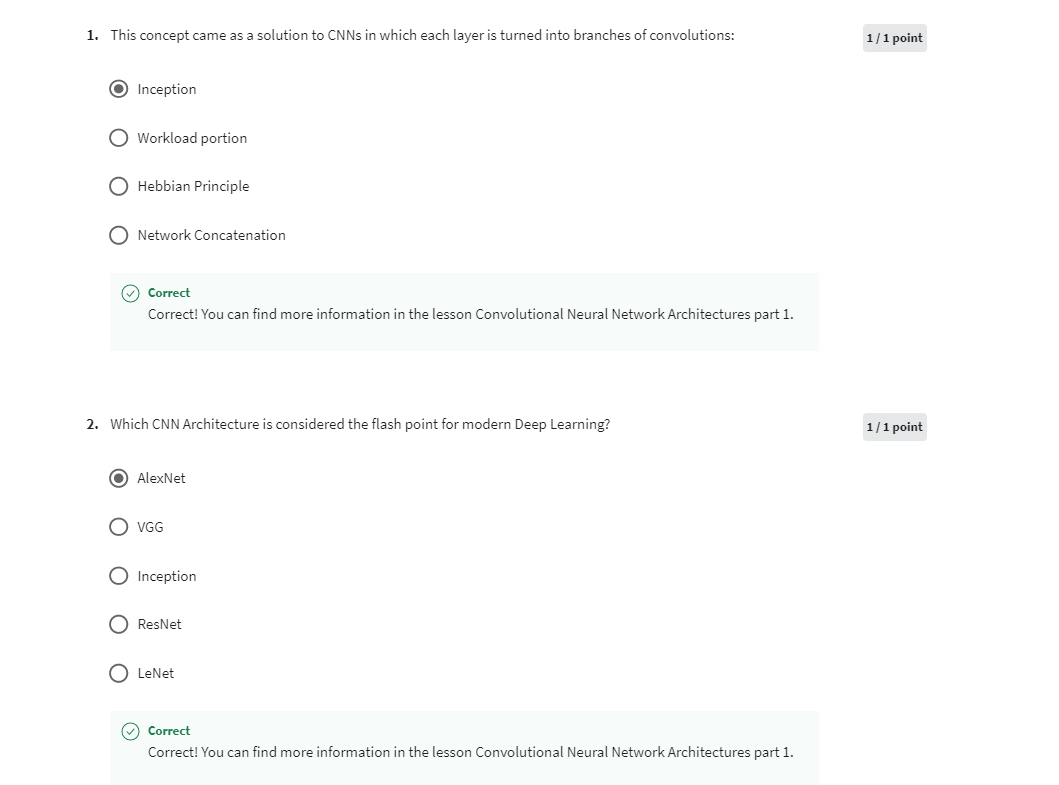 1. This concept came as a solution to CNNs in which each layer is turned into branches of convolutions:
1 / 1 point
Inception
Workload portion
Hebbian Principle
Network Concatenation
Correct
Correct! You can find more information in the lesson Convolutional Neural Network Architectures part 1.
2. Which CNN Architecture is considered the flash point for modern Deep Learning?
1 / 1 point
AlexNet
VGG
Inception
ResNet
LeNet
Correct
Correct! You can find more information in the lesson Convolutional Neural Network Architectures part 1.